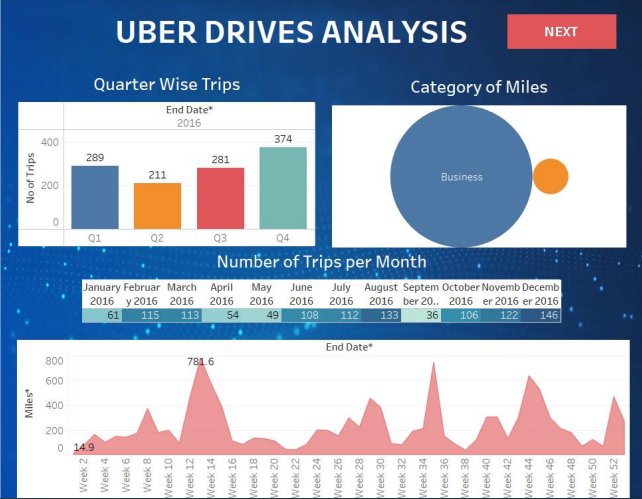 UBER DRIVES ANALYSIS
NEXT
Quarter Wise Trips
Category of Miles
End Date*
2016
No of Trips
400
200
0
289
211
281
374
Q1 Q2 Q3 Q4
Business
Number of Trips per Month
January Februar March April May June July August Septem October Novemb Decemb
2016 y 2016 2016 2016 2016 2016 2016 2016 ber 20.. 2016 er 2016 er 2016
61 115 113 54 49 108 112 133 36 106 122 146
End Date*
Miles*
800
600
400
200
0
781.6
14.9
Week 2 Week 4 Week 6 Week 8 Week 10 Week 12 Week 14 Week 16 Week 18 Week 20 Week 22 Week 24 Week 26 Week 28 Week 30 Week 32 Week 34 Week 36 Week 38 Week 40 Week 42 Week 44 Week 46 Week 48 Week 50 Week 52